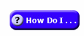 ? How Do I . . .